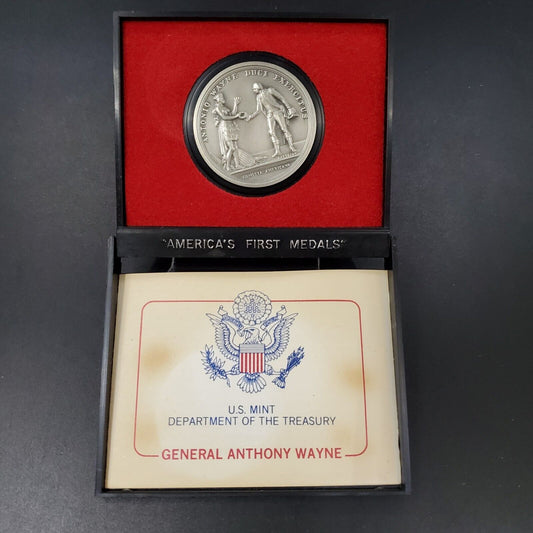 ANTONIO WAYNE DUCI EXERCITUS
"AMERICA'S FIRST MEDALS"
U.S. MINT
DEPARTMENT OF THE TREASURY
GENERAL ANTHONY WAYNE